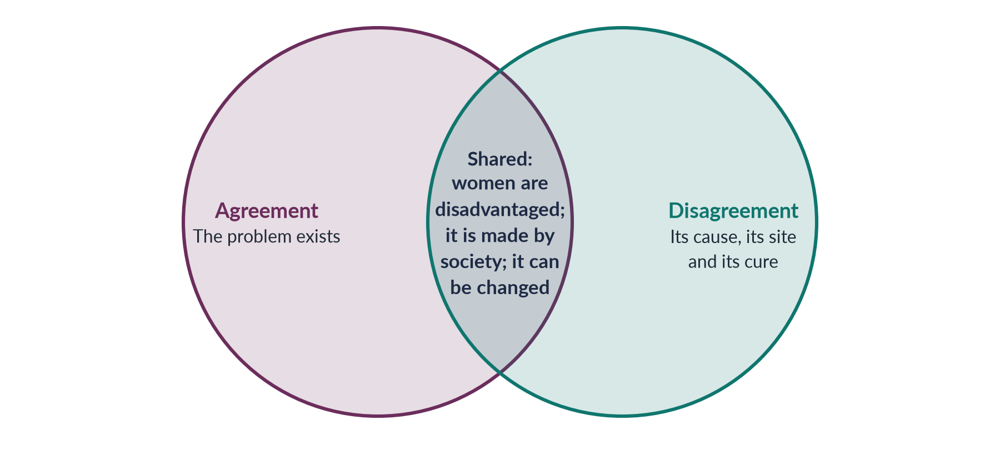 Agreement
The problem exists
Shared:
women are
disadvantaged;
it is made by
society; it can
be changed
Disagreement
Its cause, its site
and its cure